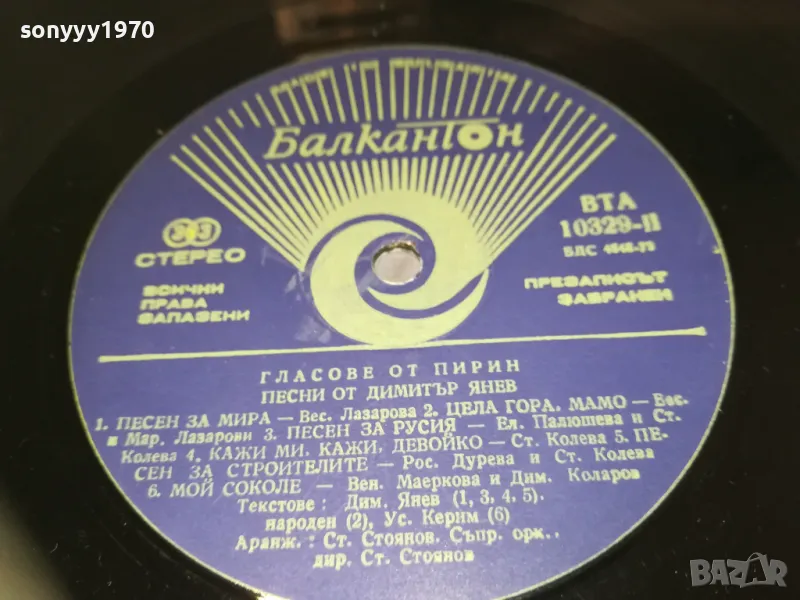 sonyyy1970
Балкантон
33
СТЕРЕО
ВСИЧКИ
ПРАВА
ЗАПАЗЕНИ
ВТА
10329-II
БДС 4842-73
ПРЕЗАПИСЪТ
ЗАБРАНЕН
ГЛАСОВЕ ОТ ПИРИН
ПЕСНИ ОТ ДИМИТЪР ЯНЕВ
1. ПЕСЕН ЗА МИРА — Вес. Лазарова 2. ЦЕЛА ГОРА, МАМО — Вес.
и Мар. Лазарови 3. ПЕСЕН ЗА РУСИЯ — Ел. Палюшева и Ст.
Колева 4. КАЖИ МИ, КАЖИ, ДЕВОЙКО — Ст. Колева 5. ПЕ-
СЕН ЗА СТРОИТЕЛИТЕ — Рос. Дурева и Ст. Колева
6. МОЙ СОКОЛЕ — Вен. Маеркова и Дим. Коларов
Текстове: Дим. Янев (1, 3, 4, 5).
народен (2), Ус. Керим (6)
Аранж.: Ст. Стоянов. Съпр. орк.,
дир. Ст. Стоянов
BAZAR